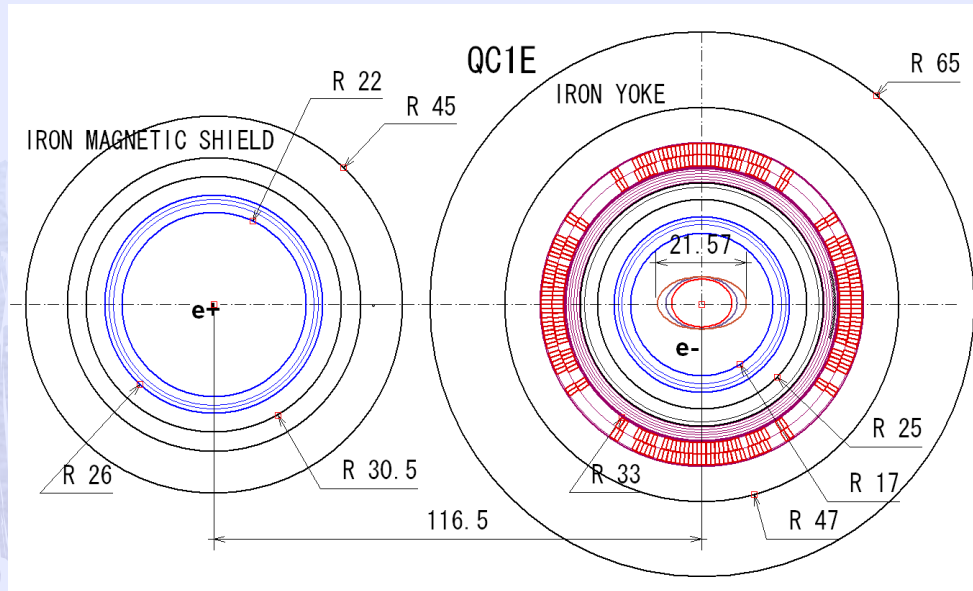 QC1E
R 65
R 22
IRON YOKE
R 45
IRON MAGNETIC SHIELD
21.57
e+
e-
R 25
R 26
R 30.5
R 33
R 17
116.5
R 47